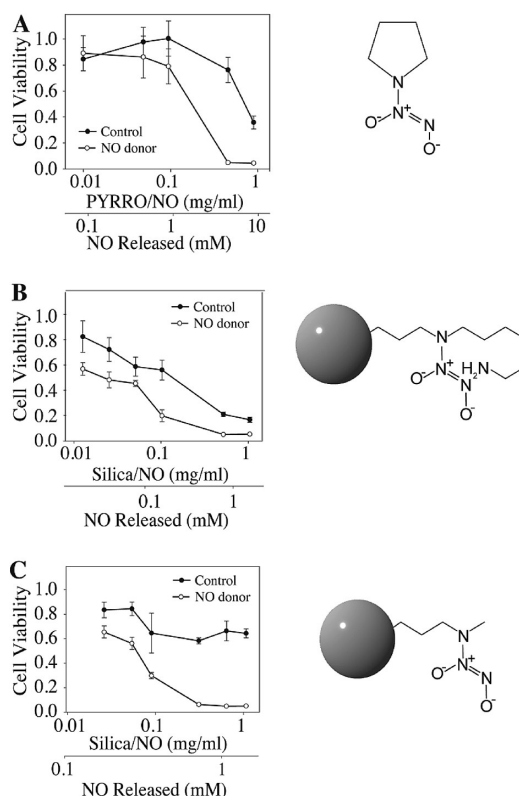 A
Cell Viability
1.0
0.8
0.6
0.4
0.2
0.0
Control
NO donor
0.01 0.1 1
PYRRO/NO (mg/ml)
0.1 1 10
NO Released (mM)
N
O- N+ N
O-
B
Cell Viability
1.0
0.8
0.6
0.4
0.2
0.0
Control
NO donor
0.01 0.1 1
Silica/NO (mg/ml)
0.1 1
NO Released (mM)
N
N+ H2N
O- N
O-
C
Cell Viability
1.0
0.8
0.6
0.4
0.2
0.0
Control
NO donor
0.01 0.1 1
Silica/NO (mg/ml)
0.1 1
NO Released (mM)
N
O- N+ N
O-